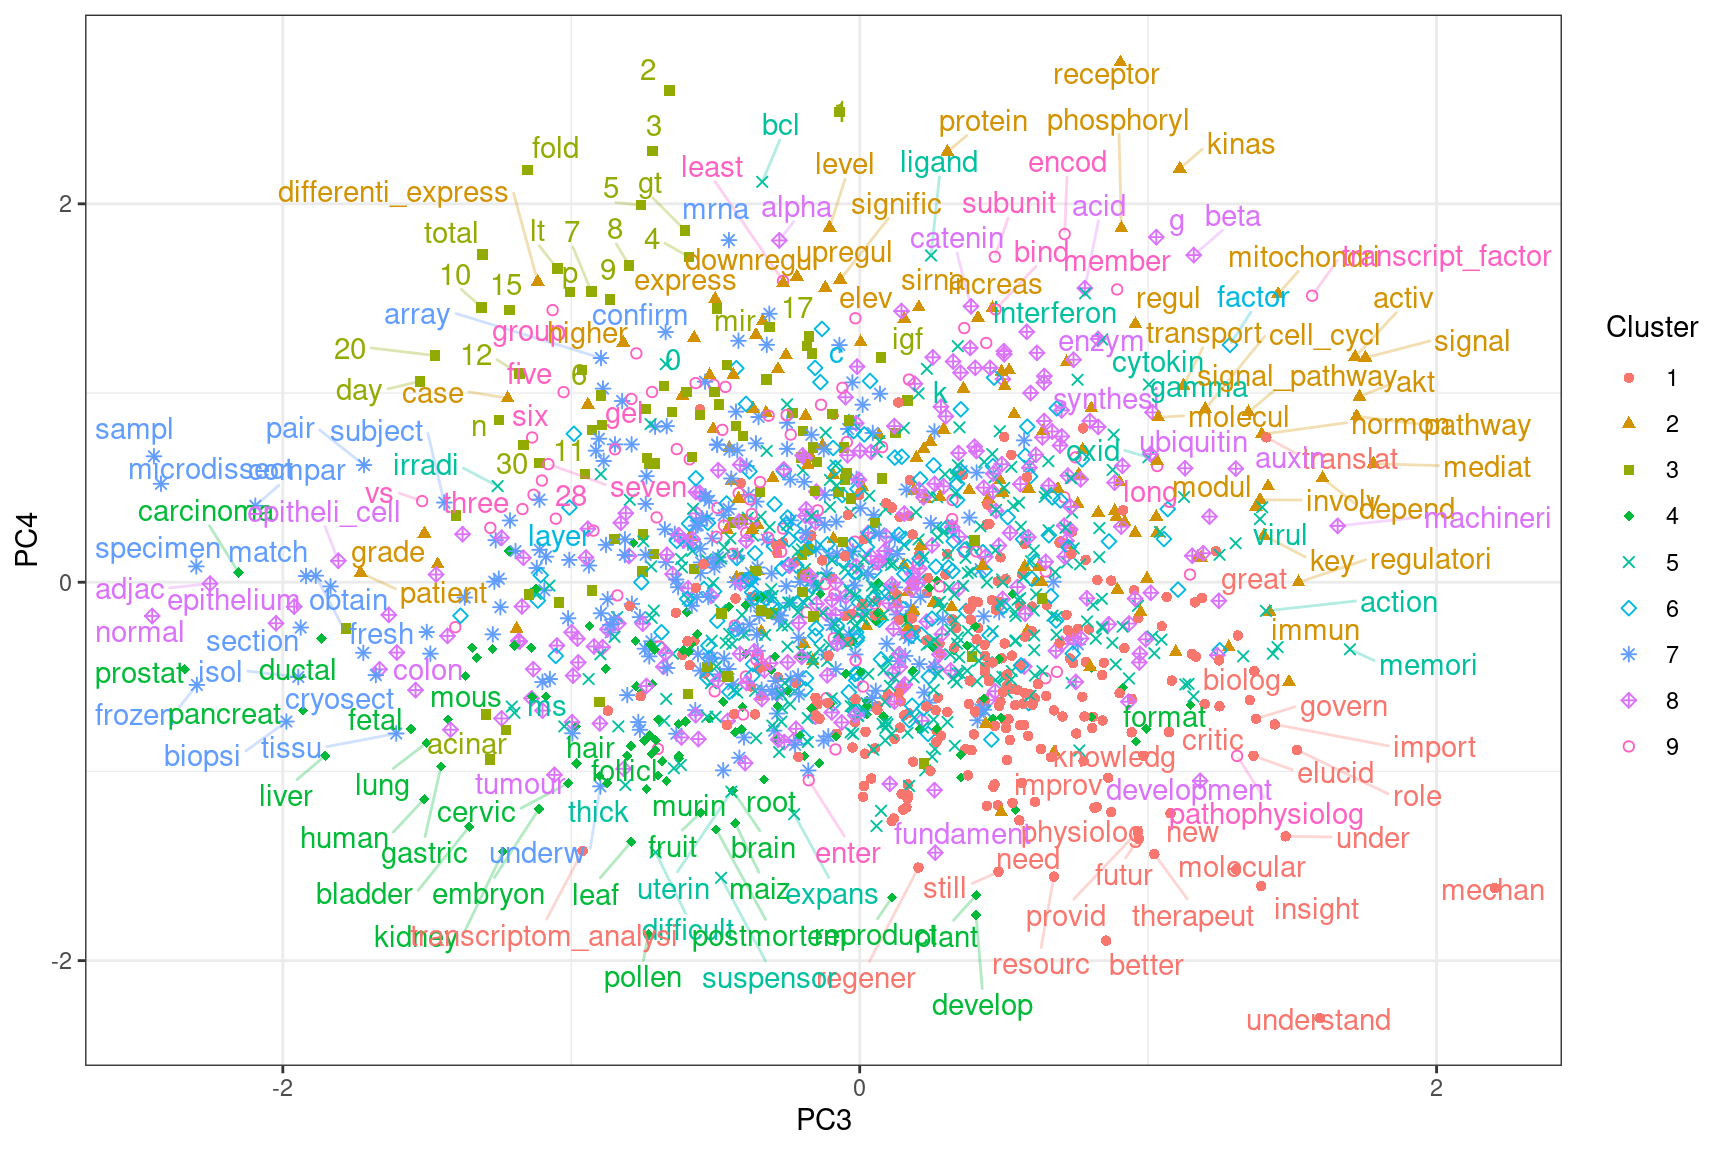 2
receptor
1
3
bcl
protein
phosphoryl
fold
kinas
least
level
ligand
encod
5
gt
differenti_express
mrna
alpha
signific
subunit
acid
g
beta
total
lt
7
8
4
catenin
bind
member
downregul
upregul
mitochondri
transcript_factor
10
15
p
9
express
sirna
increas
elev
regul
factor
activ
array
confirm
17
mir
interferon
group
higher
igf
enzym
transport
cell_cycl
signal
20
12
0
c
cytokin
day
case
five
6
k
gamma
signal_pathway
akt
synthesi
six
gel
molecul
hormon
pathway
sampl
pair
subject
n
11
ubiquitin
oxid
auxin
translat
mediat
microdissect
compar
irradi
30
28
seven
vs
three
long
modul
involv
depend
machineri
carcinoma
epitheli_cell
specimen
match
grade
layer
virul
key
regulatori
adjac
epithelium
obtain
patient
great
action
normal
section
fresh
immun
prostat
isol
ductal
colon
memori
frozen
pancreat
cryosect
mous
his
biolog
govern
fetal
format
biopsi
tissu
acinar
hair
knowledg
critic
import
liver
lung
tumour
follicl
improv
development
elucid
role
cervic
thick
murin
root
pathophysiolog
human
gastric
underw
fruit
brain
enter
fundament
physiolog
new
under
need
molecular
futur
bladder
embryon
leaf
uterin
maiz
expans
still
mechan
provid
therapeut
insight
kidney
transcriptom_analysi
difficult
postmortem
reproduct
plant
pollen
suspensor
regener
resourc
better
develop
understand
PC4
2
0
-2
-2
0
2
PC3
Cluster
1
2
3
4
5
6
7
8
9